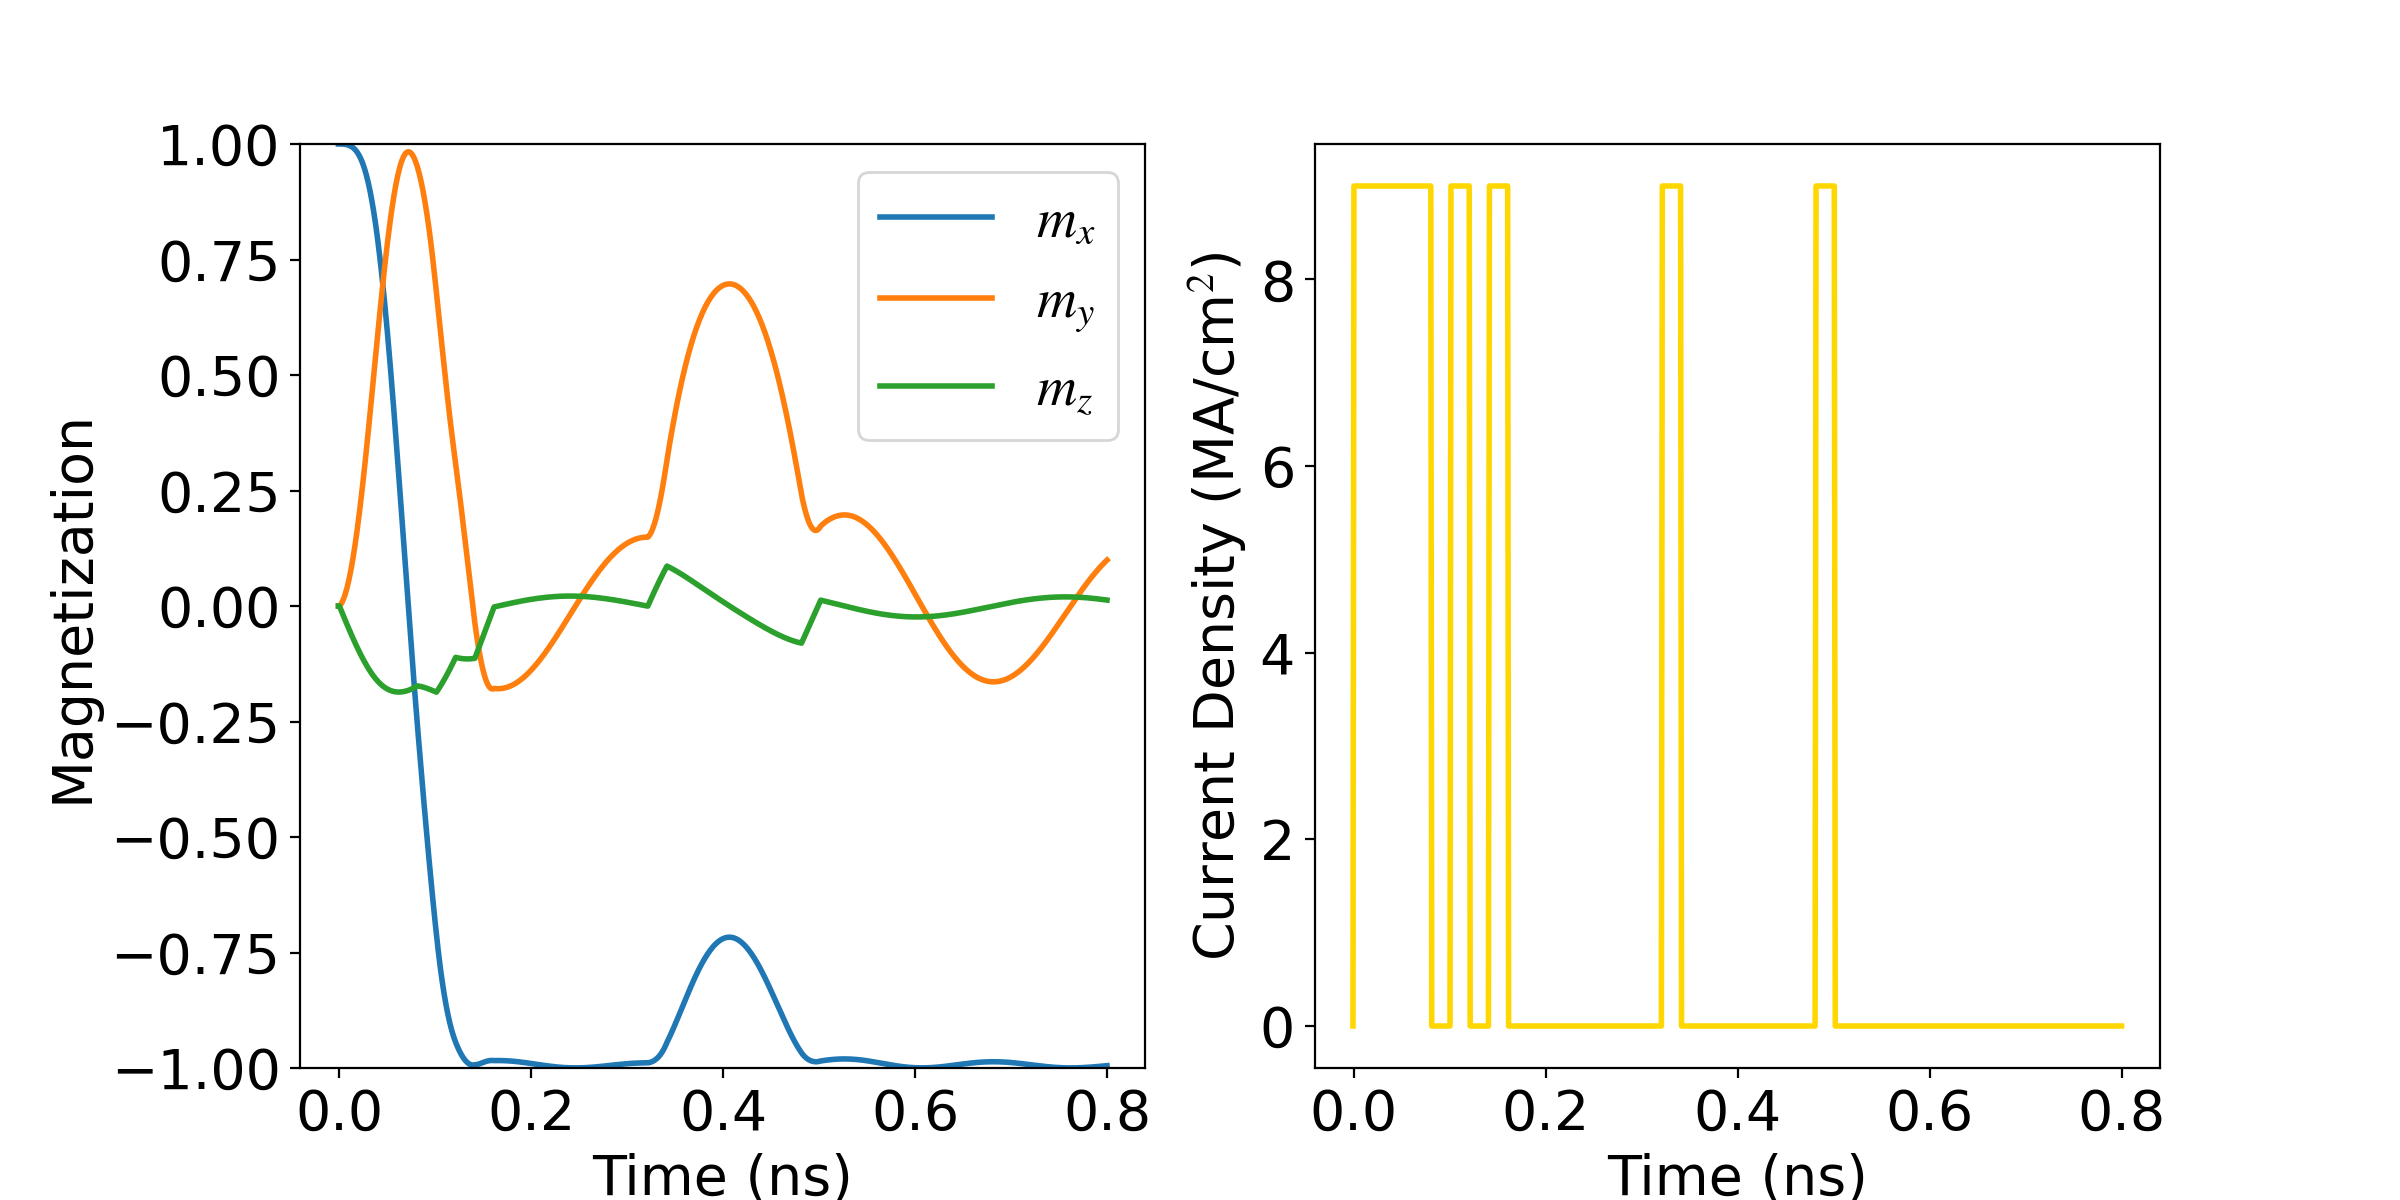 Magnetization
1.00
0.75
0.50
0.25
0.00
−0.25
−0.50
−0.75
−1.00
0.0 0.2 0.4 0.6 0.8
Time (ns)
m_x
m_y
m_z
Current Density (MA/cm²)
8
6
4
2
0
0.0 0.2 0.4 0.6 0.8
Time (ns)